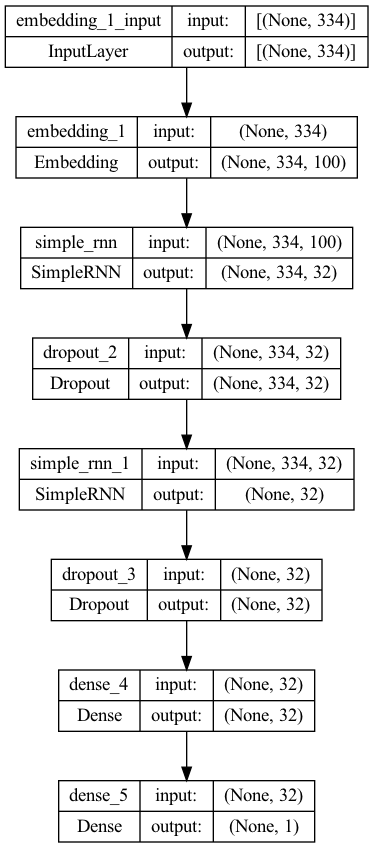 embedding_1_input input: [(None, 334)]
InputLayer output: [(None, 334)]
embedding_1 input: (None, 334)
Embedding output: (None, 334, 100)
simple_rnn input: (None, 334, 100)
SimpleRNN output: (None, 334, 32)
dropout_2 input: (None, 334, 32)
Dropout output: (None, 334, 32)
simple_rnn_1 input: (None, 334, 32)
SimpleRNN output: (None, 32)
dropout_3 input: (None, 32)
Dropout output: (None, 32)
dense_4 input: (None, 32)
Dense output: (None, 32)
dense_5 input: (None, 32)
Dense output: (None, 1)